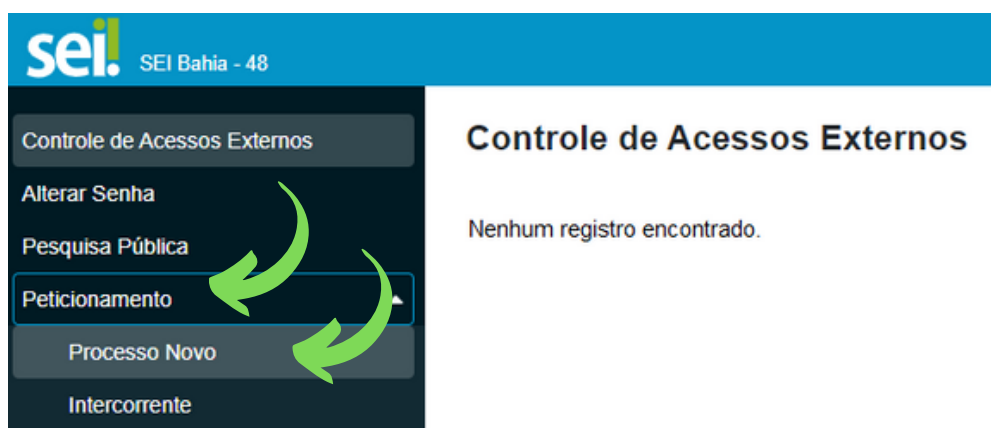 sei! SEI Bahia - 48
Controle de Acessos Externos
Alterar Senha
Pesquisa Pública
Peticionamento
Processo Novo
Intercorrente
Controle de Acessos Externos
Nenhum registro encontrado.